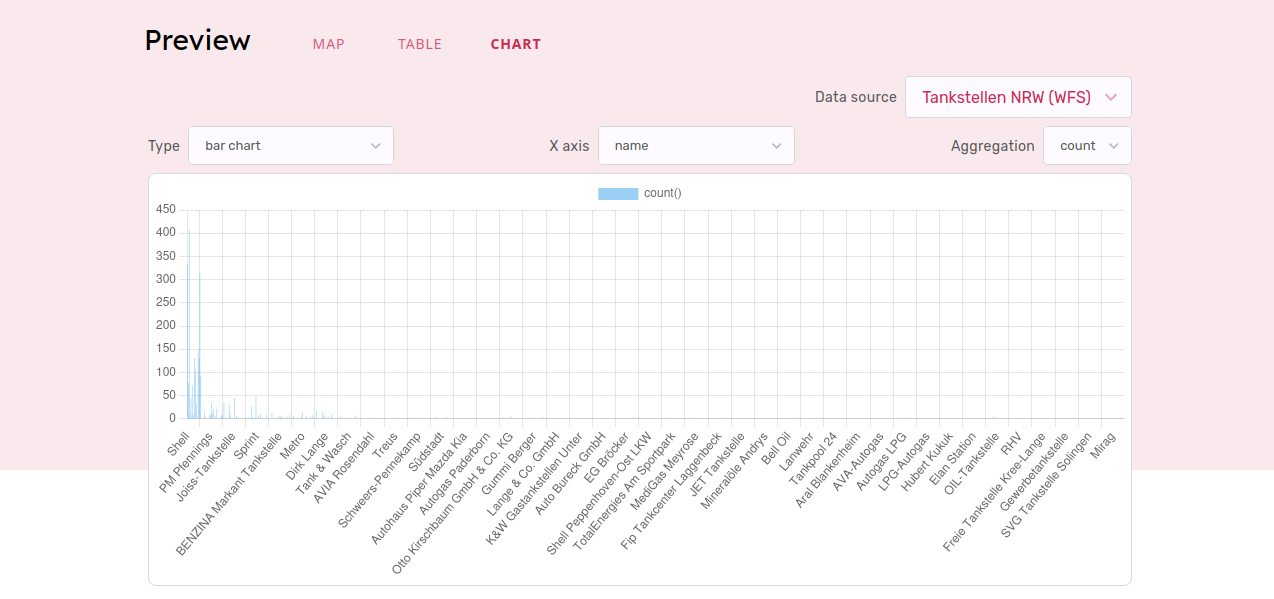 Preview MAP TABLE CHART
Data source Tankstellen NRW (WFS)
Type bar chart X axis name Aggregation count
count()
450
400
350
300
250
200
150
100
50
0
Shell
PM Pfennings
Joiss-Tankstelle
Sprint
BENZINA Markant Tankstelle
Metro
Dirk Lange
Tank & Wasch
AVIA Rosendahl
Treus
Schweers-Pennekamp
Südstadt
Autohaus Piper Mazda Kia
Autogas Paderborn
Otto Kirschbaum GmbH & Co. KG
Gummi Berger
Lange & Co. GmbH
K&W Gastankstellen Unter
Auto Bureck GmbH
EG Bröcker
Shell Peppenhoven-Ost LKW
TotalEnergies Am Sportpark
MediGas Meyrose
Fip Tankcenter Laggenbeck
JET Tankstelle
Mineralöle Andrys
Bell Oil
Lanwehr
Tankpool 24
Aral Blankenheim
AVA-Autogas
Autogas LPG
LPG-Autogas
Hubert Kukuk
Elan Station
OIL-Tankstelle
RHV
Freie Tankstelle Kree-Lange
Gewerbetankstelle
SVG Tankstelle Solingen
Mirag